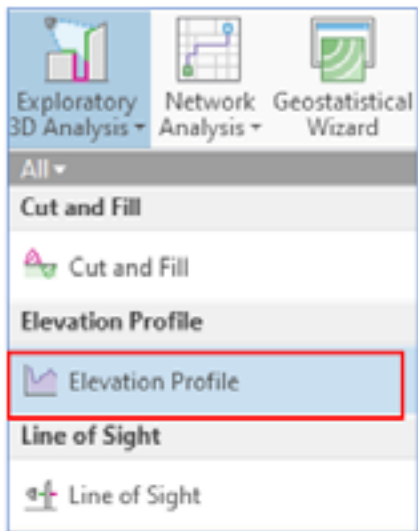 Exploratory
3D Analysis
Network
Analysis
Geostatistical
Wizard
All
Cut and Fill
Cut and Fill
Elevation Profile
Elevation Profile
Line of Sight
Line of Sight